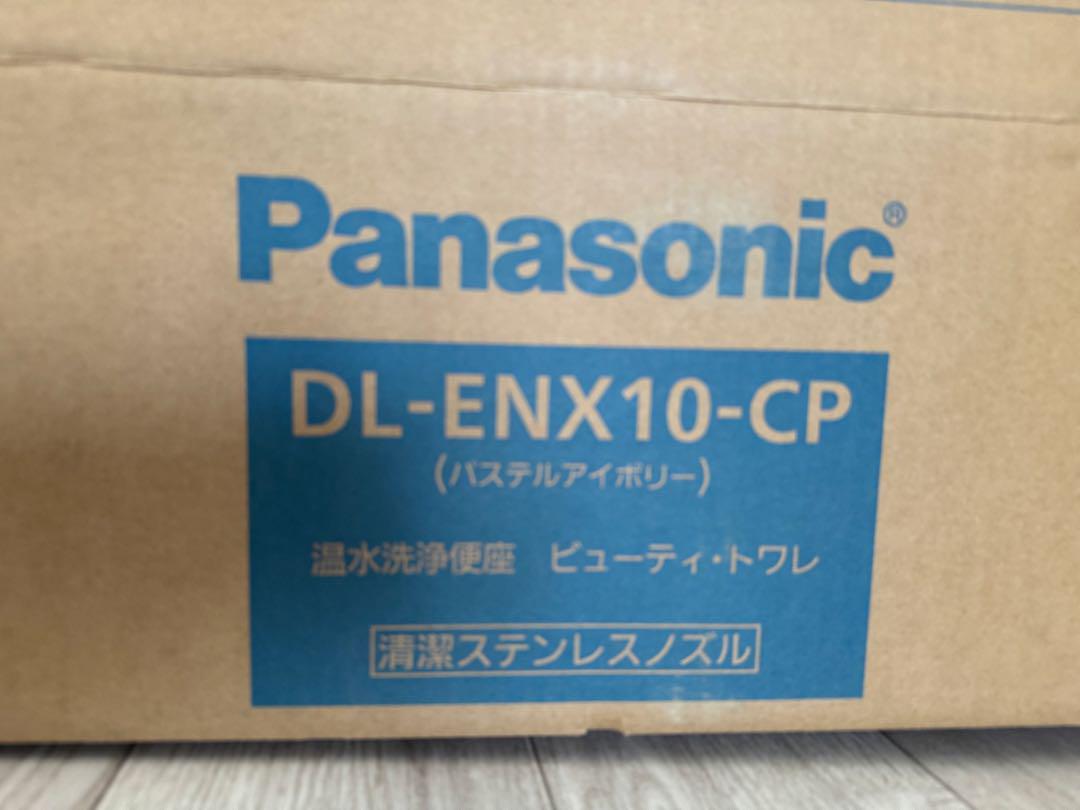 Panasonic®
DL-ENX10-CP
(パステルアイボリー)
温水洗浄便座 ビューティ・トワレ
清潔ステンレスノズル